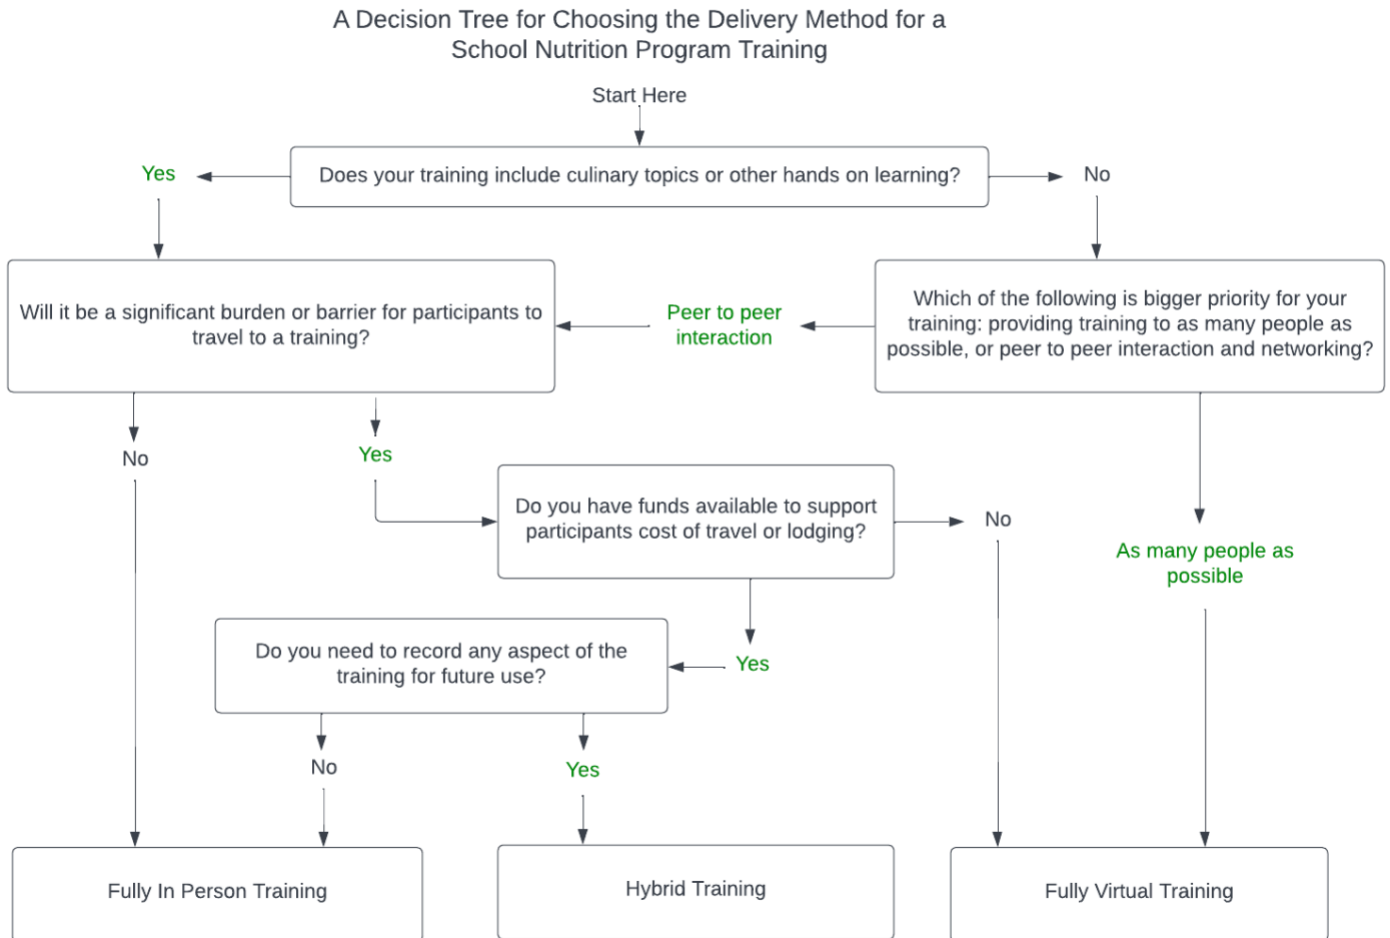 A Decision Tree for Choosing the Delivery Method for a
School Nutrition Program Training
Start Here
Yes
Does your training include culinary topics or other hands on learning?
No
Will it be a significant burden or barrier for participants to
travel to a training?
Peer to peer
interaction
Which of the following is bigger priority for your
training: providing training to as many people as
possible, or peer to peer interaction and networking?
No
Yes
Do you have funds available to support
participants cost of travel or lodging?
No
As many people as
possible
Do you need to record any aspect of the
training for future use?
Yes
No
Yes
Fully In Person Training
Hybrid Training
Fully Virtual Training